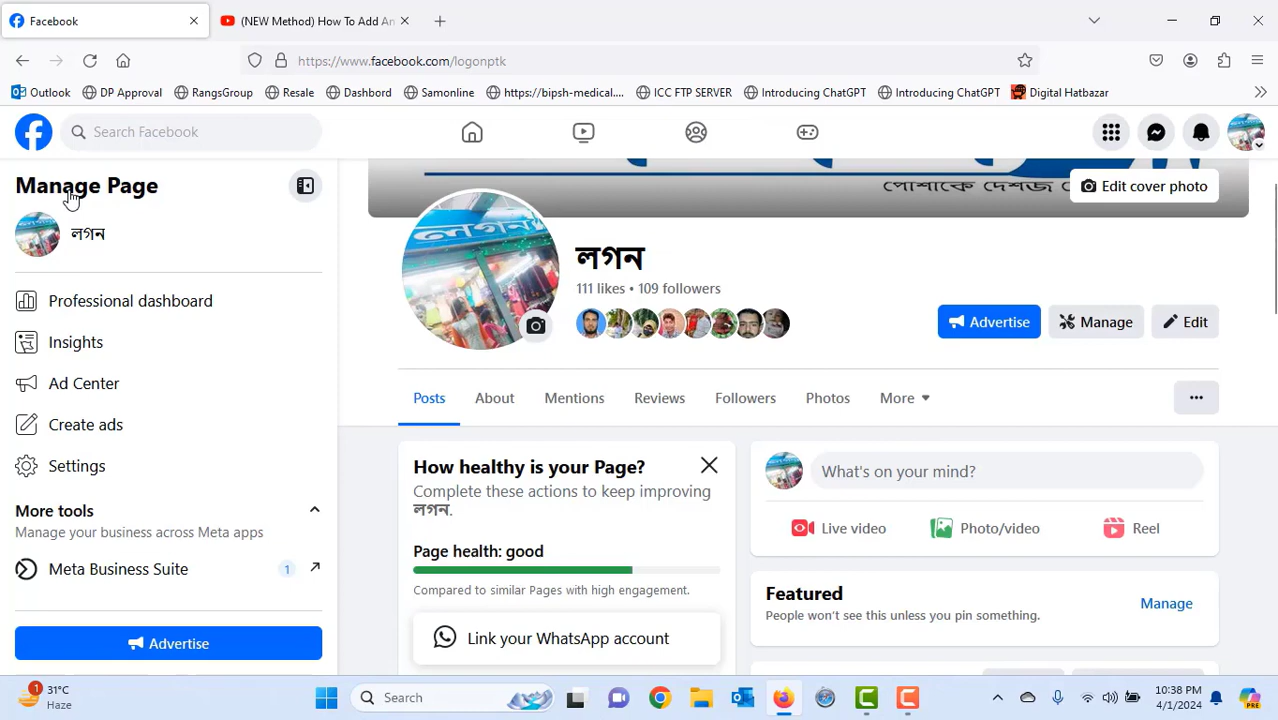 Facebook
(NEW Method) How To Add An
https://www.facebook.com/logonptk
Outlook DP Approval RangsGroup Resale Dashbord Samonline https://bipsh-medical.... ICC FTP SERVER Introducing ChatGPT Introducing ChatGPT Digital Hatbazar
Search Facebook
Manage Page
লগন
Professional dashboard
Insights
Ad Center
Create ads
Settings
More tools
Manage your business across Meta apps
Meta Business Suite 1
Advertise
পোশাকে দেশজ
Edit cover photo
লগন
লগন
111 likes • 109 followers
Advertise Manage Edit
Posts About Mentions Reviews Followers Photos More
How healthy is your Page?
Complete these actions to keep improving
লগন.
Page health: good
Compared to similar Pages with high engagement.
Link your WhatsApp account
What's on your mind?
Live video Photo/video Reel
Featured
Manage
People won't see this unless you pin something.
1 31°C
Haze
Search
PRE
10:38 PM
4/1/2024